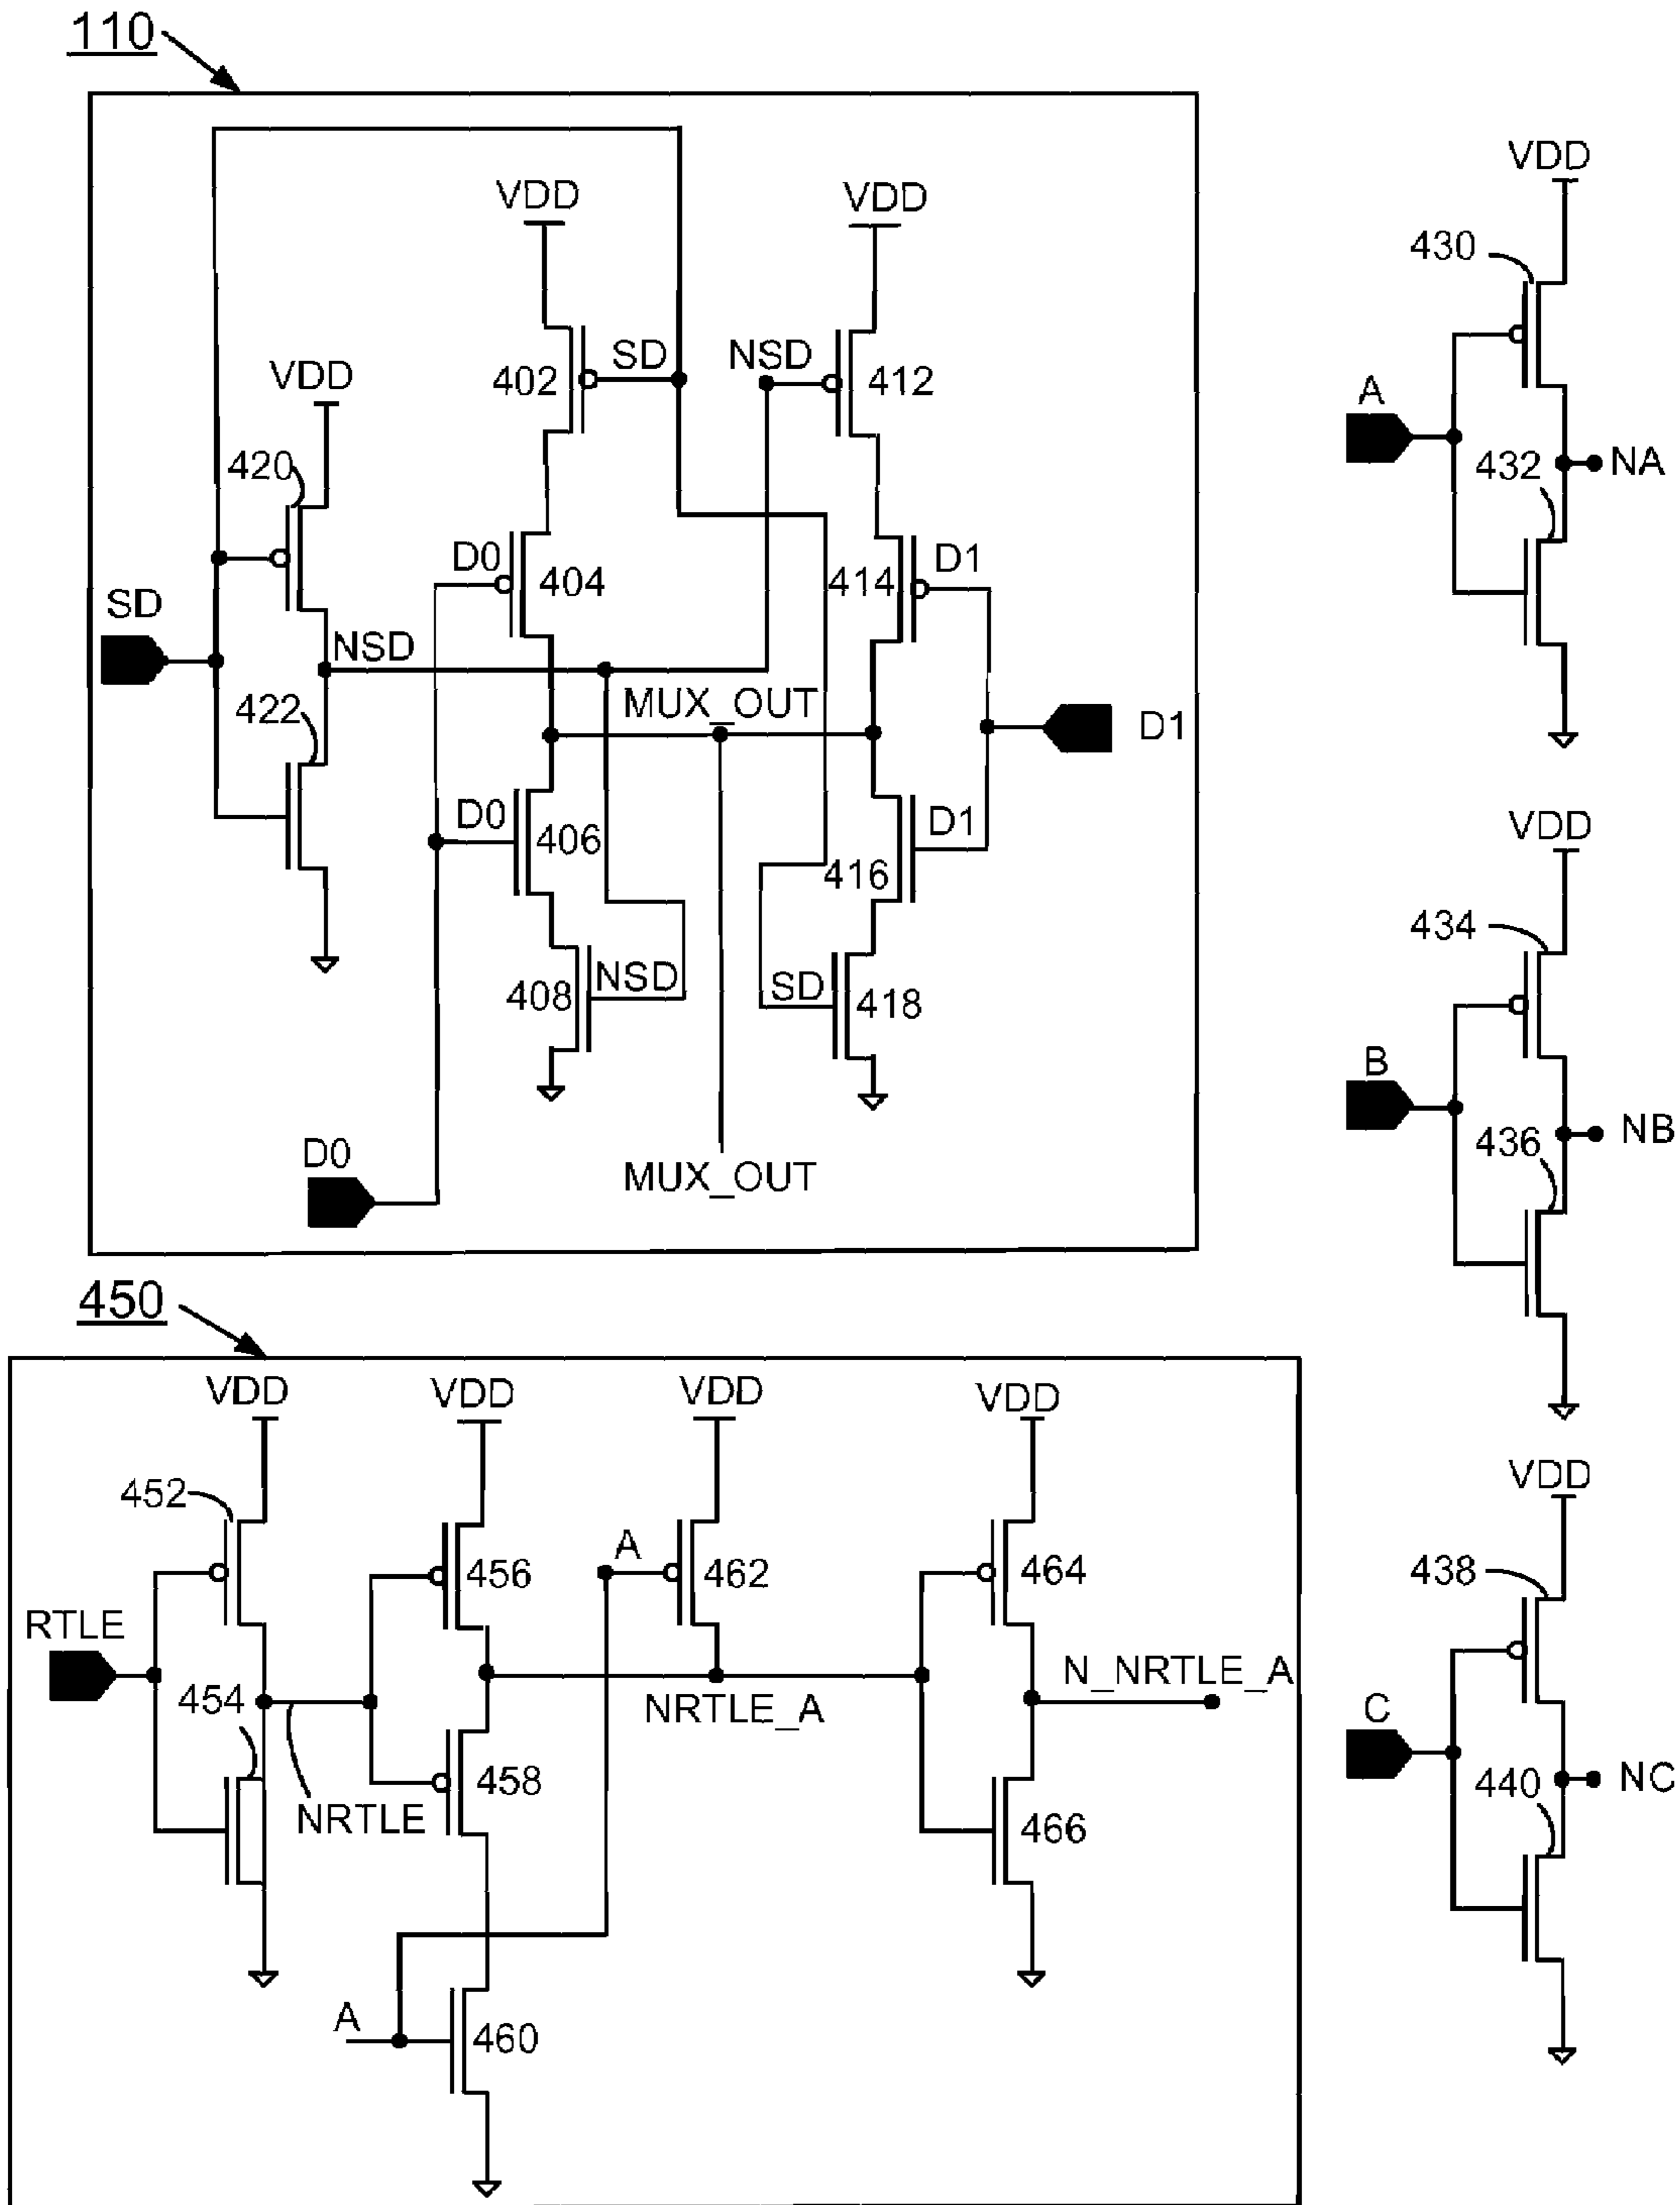 110
VDD
VDD
VDD
430
402
SD
NSD
412
A
VDD
432
NA
420
D0
404
414
D1
SD
NSD
MUX_OUT
422
D1
VDD
D0
406
D1
416
434
408
NSD
SD
418
B
436
NB
D0
MUX_OUT
450
VDD
VDD
VDD
VDD
VDD
452
438
A
456
462
464
RTLE
454
N_NRTLE_A
NRTLE_A
C
458
440
NC
NRTLE
466
A
460